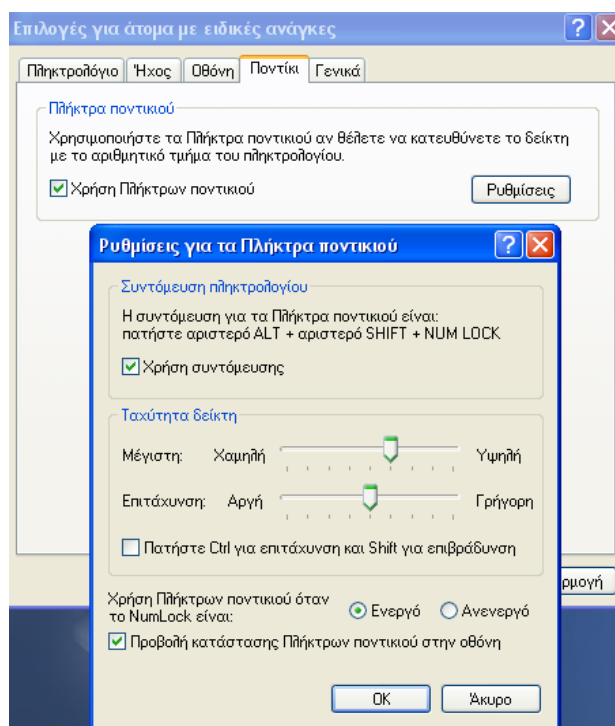 Επιλογές για άτομα με ειδικές ανάγκες
Πληκτρολόγιο Ήχος Οθόνη Ποντίκι Γενικά
Πλήκτρα ποντικιού
Χρησιμοποιήστε τα Πλήκτρα ποντικιού αν θέλετε να κατευθύνετε το δείκτη
με το αριθμητικό τμήμα του πληκτρολογίου.
Χρήση Πλήκτρων ποντικιού Ρυθμίσεις
Ρυθμίσεις για τα Πλήκτρα ποντικιού
Συντόμευση πληκτρολογίου
Η συντόμευση για τα Πλήκτρα ποντικιού είναι:
πατήστε αριστερό ALT + αριστερό SHIFT + NUM LOCK
Χρήση συντόμευσης
Ταχύτητα δείκτη
Μέγιστη: Χαμηλή Υψηλή
Επιτάχυνση: Αργή Γρήγορη
Πατήστε Ctrl για επιτάχυνση και Shift για επιβράδυνση
ρμογή
Χρήση Πλήκτρων ποντικιού όταν
το NumLock είναι: Ενεργό Ανενεργό
Προβολή κατάστασης Πλήκτρων ποντικιού στην οθόνη
OK Άκυρο